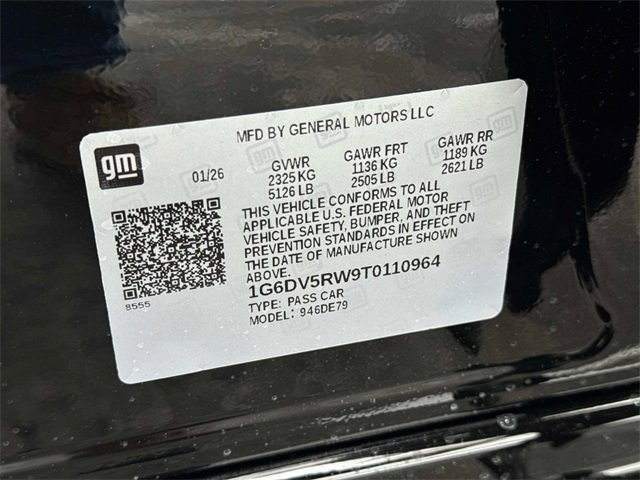 MFD BY GENERAL MOTORS LLC
gm
01/26
GVWR
2325 KG
5126 LB
GAWR FRT
1136 KG
2505 LB
GAWR RR
1189 KG
2621 LB
THIS VEHICLE CONFORMS TO ALL
APPLICABLE U.S. FEDERAL MOTOR
VEHICLE SAFETY, BUMPER, AND THEFT
PREVENTION STANDARDS IN EFFECT ON
THE DATE OF MANUFACTURE SHOWN
ABOVE.
1G6DV5RW9T0110964
TYPE: PASS CAR
MODEL: 946DE79
8555